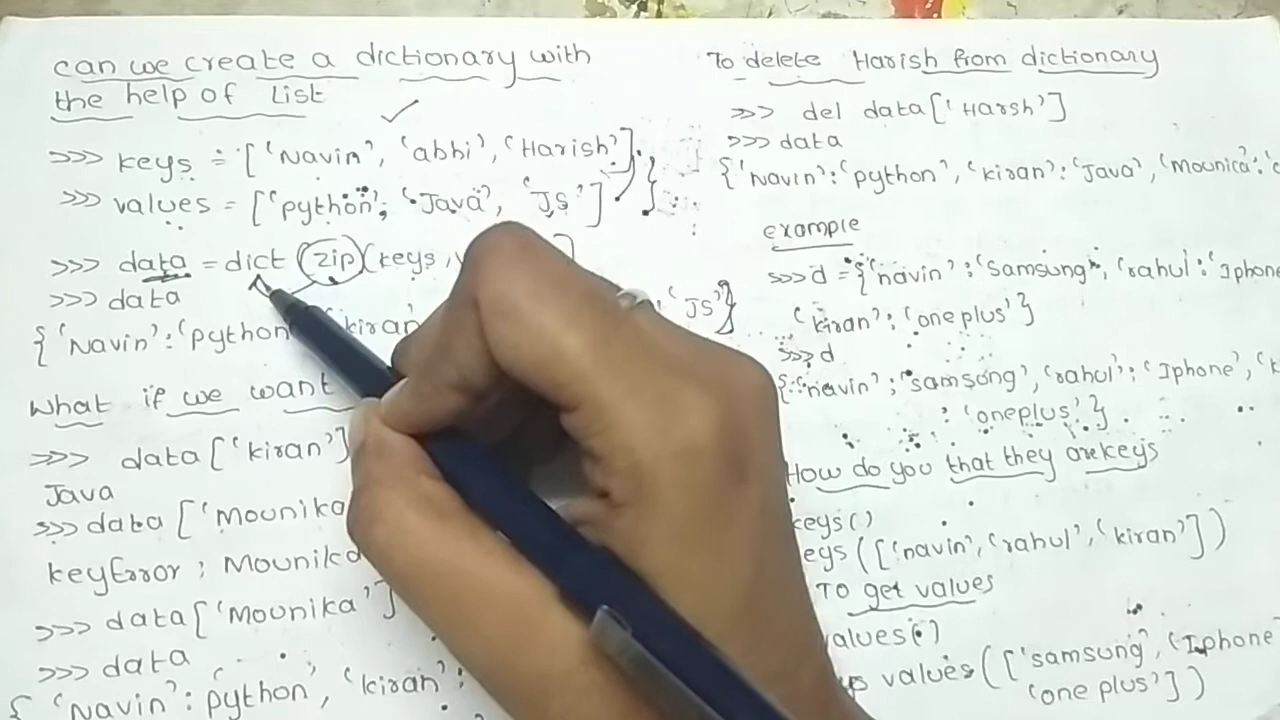 can we create a dictionary with
the help of List
>>> keys = ['Navin', 'abhi', 'Harish']
>>> values = ['python', 'Java', 'JS'] }
>>> data = dict (zip(keys,
>>> data
{'Navin':'python 'kiran 'JS'}
What if we want
>>> data['kiran']
Java
>>> data ['Mounika
keyError ; Mounika
>>> data['Mounika']
>>> data
{ 'Navin': python', 'kiran':
To delete Harish from dictionary
>>> del data['Harsh']
>>> data
{'Navin':'python', 'kiran':'Java', 'Mounica':
example
>>> d = {'navin':'samsung', 'rahul':'Iphone
'kiran':'oneplus'}
>>> d
{'navin';'samsong', 'rahul':'Iphone',
: 'oneplus'}
How do you that they are keys
keys()
eys(['navin', 'rahul', 'kiran'])
To get values
values()
values(['samsung', 'Iphone
'one plus'])